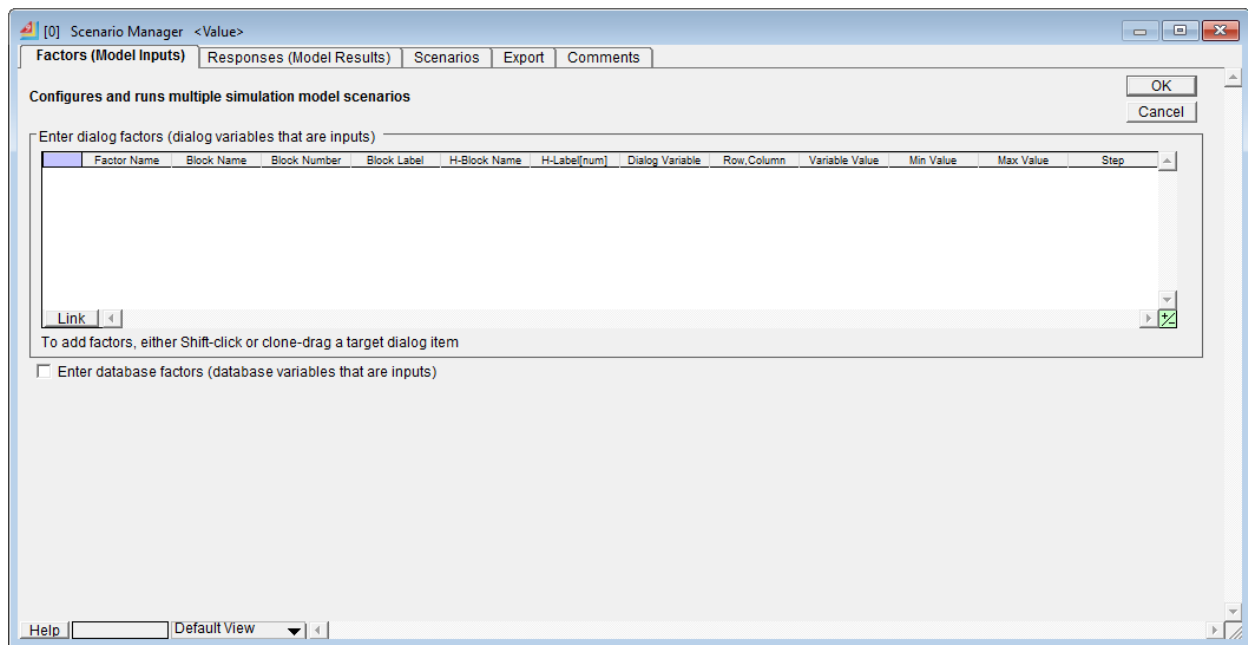 [0] Scenario Manager <Value>
Factors (Model Inputs) Responses (Model Results) Scenarios Export Comments
OK
Configures and runs multiple simulation model scenarios
Cancel
Enter dialog factors (dialog variables that are inputs)
Factor Name Block Name Block Number Block Label H-Block Name H-Label[num] Dialog Variable Row,Column Variable Value Min Value Max Value Step
Link
To add factors, either Shift-click or clone-drag a target dialog item
Enter database factors (database variables that are inputs)
Help Default View